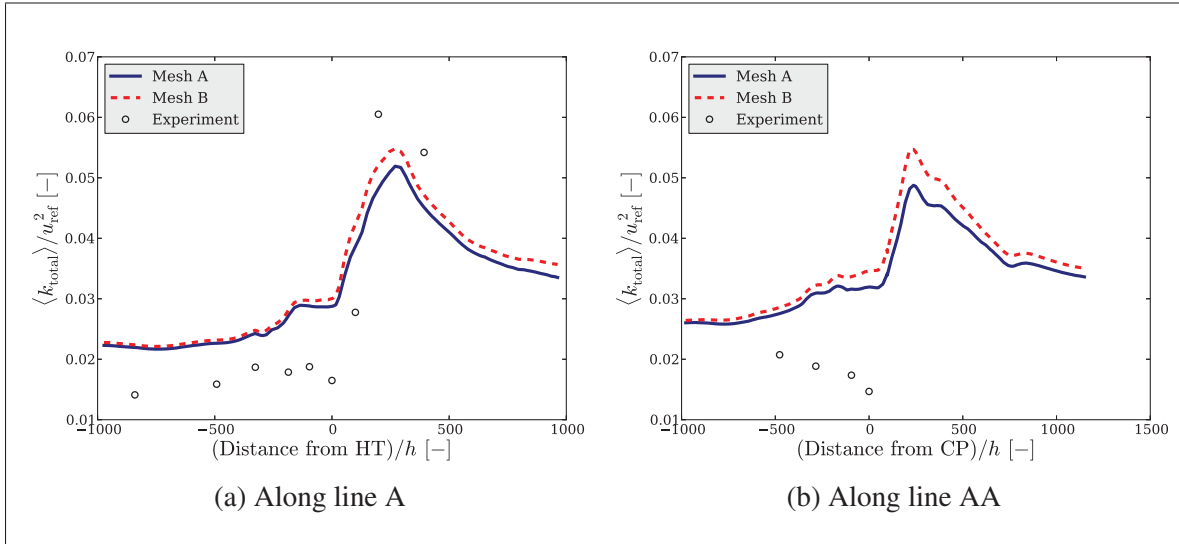 0.07
0.06
0.05
0.04
0.03
0.02
0.01
⟨k_total⟩/u²_ref [−]
Mesh A
Mesh B
Experiment
−1000 −500 0 500 1000
(Distance from HT)/h [−]
(a) Along line A
0.07
0.06
0.05
0.04
0.03
0.02
0.01
⟨k_total⟩/u²_ref [−]
Mesh A
Mesh B
Experiment
−1000 −500 0 500 1000 1500
(Distance from CP)/h [−]
(b) Along line AA